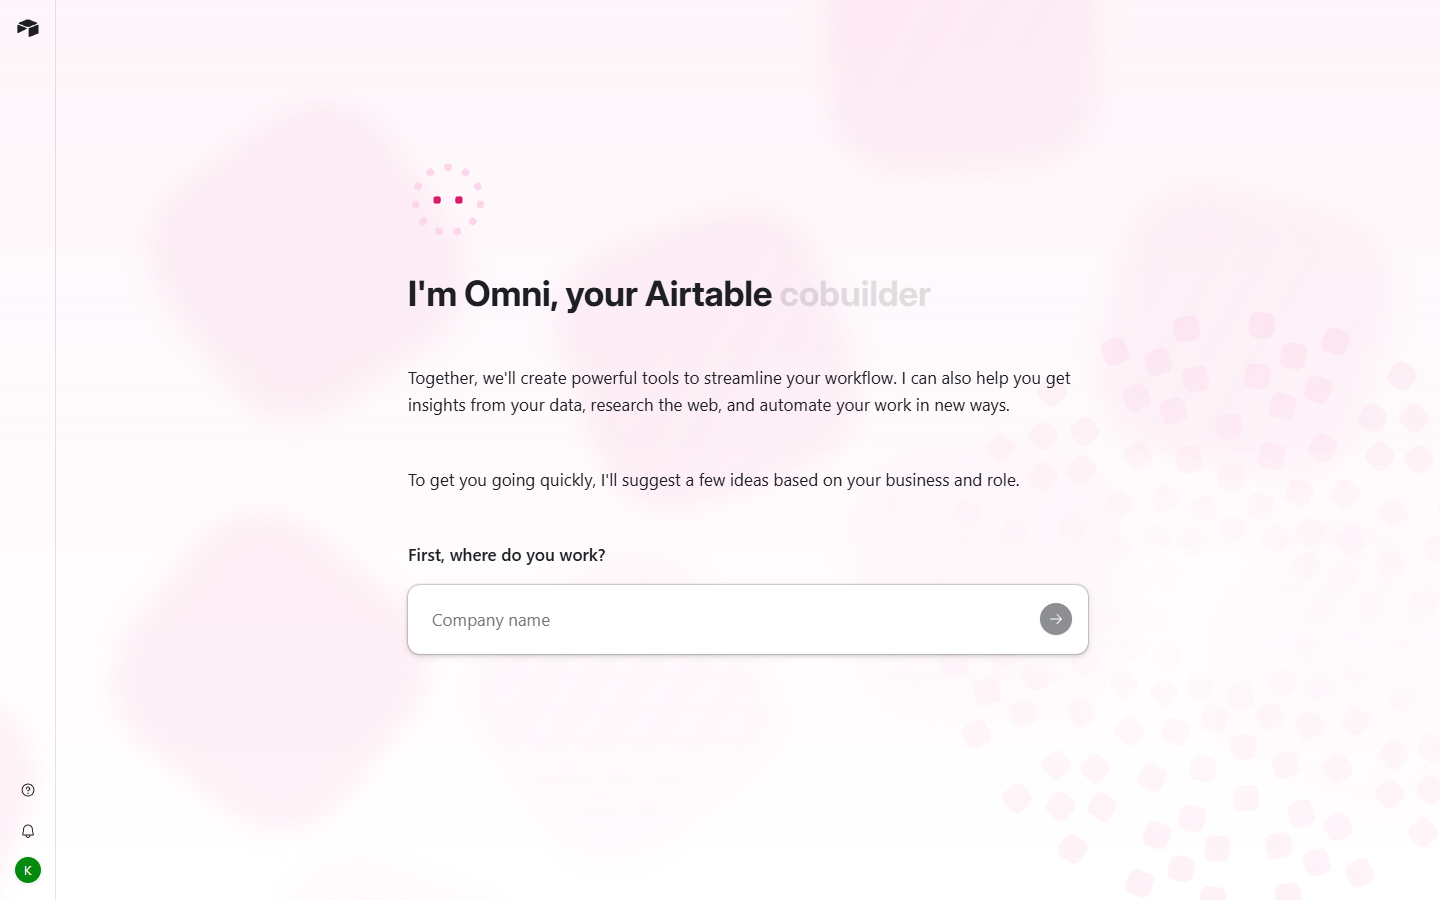 I'm Omni, your Airtable cobuilder
Together, we'll create powerful tools to streamline your workflow. I can also help you get
insights from your data, research the web, and automate your work in new ways.
To get you going quickly, I'll suggest a few ideas based on your business and role.
First, where do you work?
Company name
K